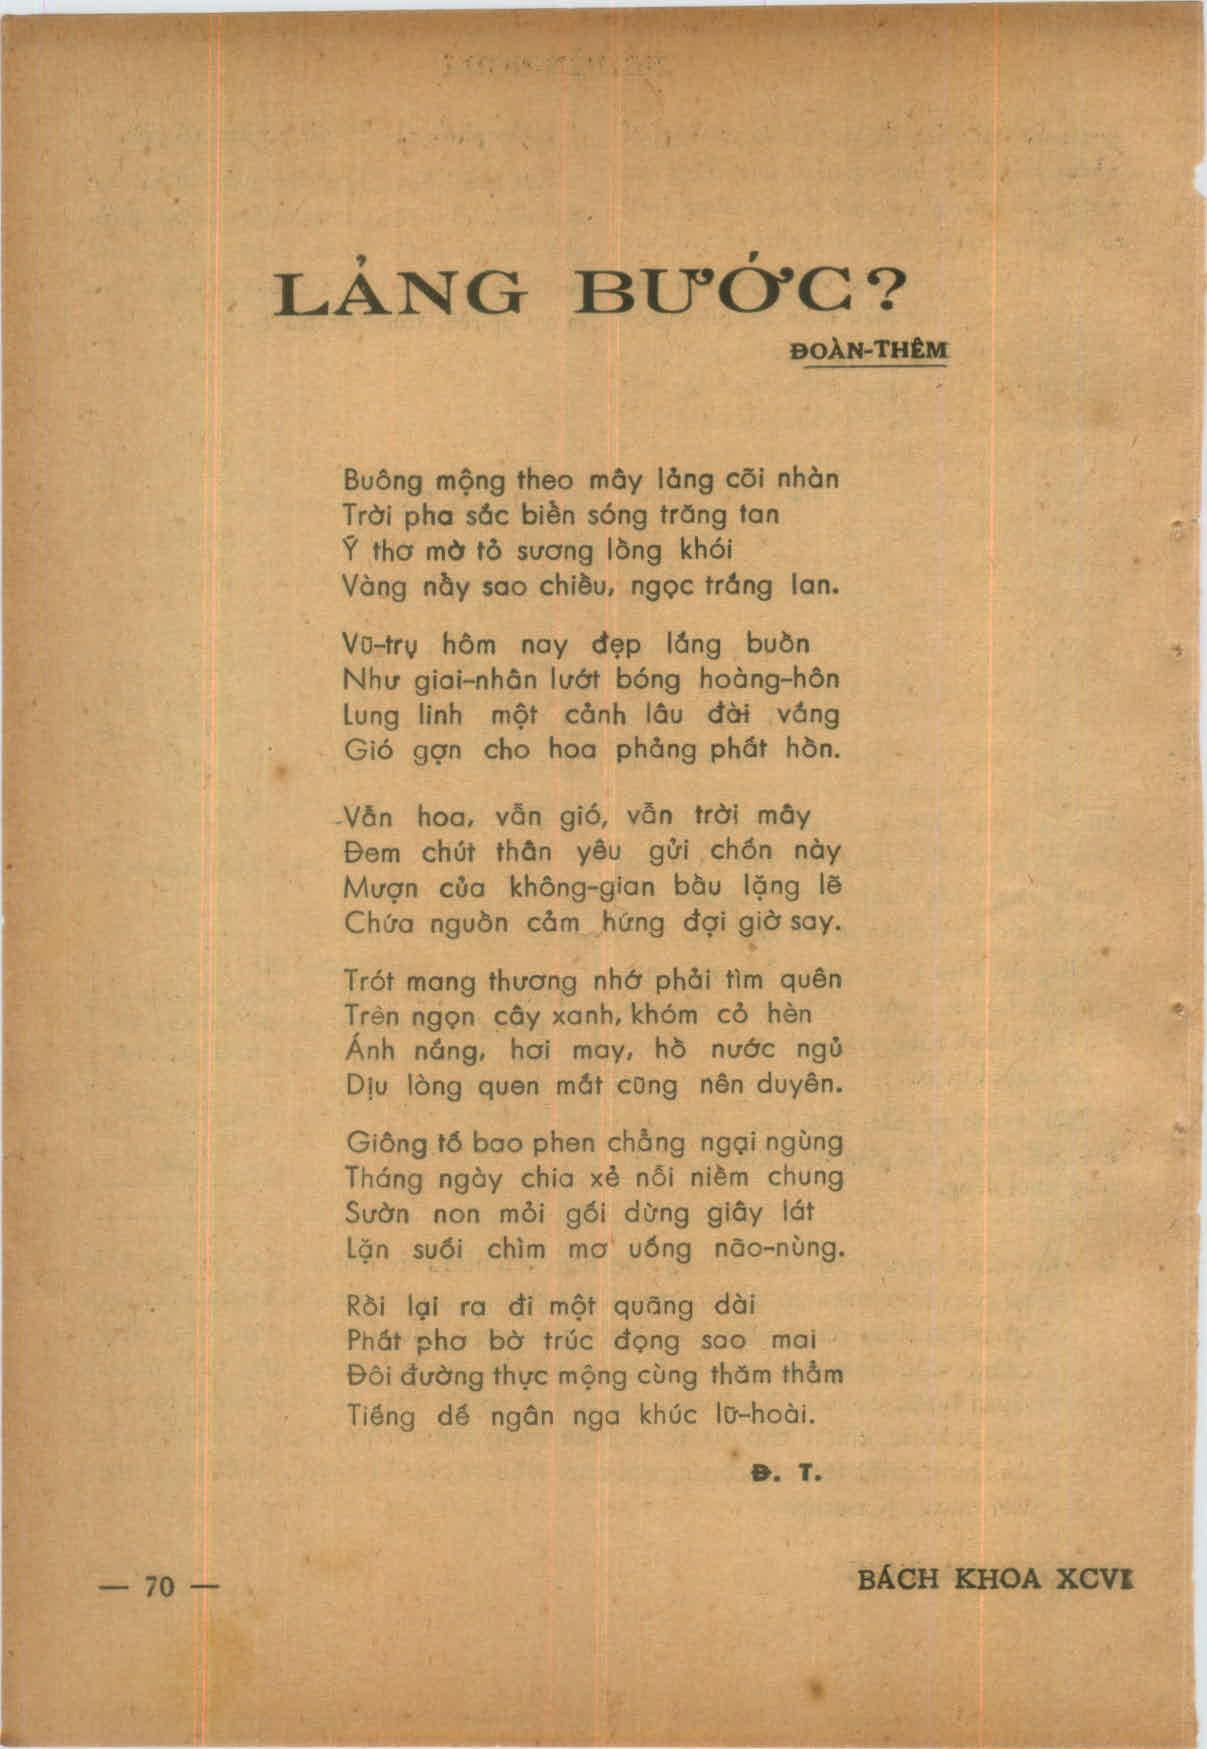 LẢNG BƯỚC?
ĐOÀN-THÊM
Buông mộng theo mây lảng cõi nhàn
Trời pha sắc biển sóng trăng tan
Ý thơ mờ tỏ sương lồng khói
Vàng nẩy sao chiều, ngọc trắng lan.
Vũ-trụ hôm nay đẹp lắng buồn
Như giai-nhân lướt bóng hoàng-hôn
Lung linh một cảnh lâu đài vắng
Gió gợn cho hoa phảng phất hồn.
Vẫn hoa, vẫn gió, vẫn trời mây
Đem chút thân yêu gửi chốn này
Mượn của không-gian bầu lặng lẽ
Chứa nguồn cảm hứng đợi giờ say.
Trót mang thương nhớ phải tìm quên
Trên ngọn cây xanh, khóm cỏ hèn
Ánh nắng, hơi may, hồ nước ngủ
Dịu lòng quen mắt cũng nên duyên.
Giông tố bao phen chẳng ngại ngùng
Tháng ngày chia xẻ nỗi niềm chung
Sườn non mỏi gối dừng giây lát
Lặn suối chìm mơ uống não-nùng.
Rồi lại ra đi một quãng dài
Phất phơ bờ trúc đọng sao mai
Đôi đường thực mộng cùng thăm thẳm
Tiếng dế ngân nga khúc lữ-hoài.
Đ. T.
— 70 —
BÁCH KHOA XCVI